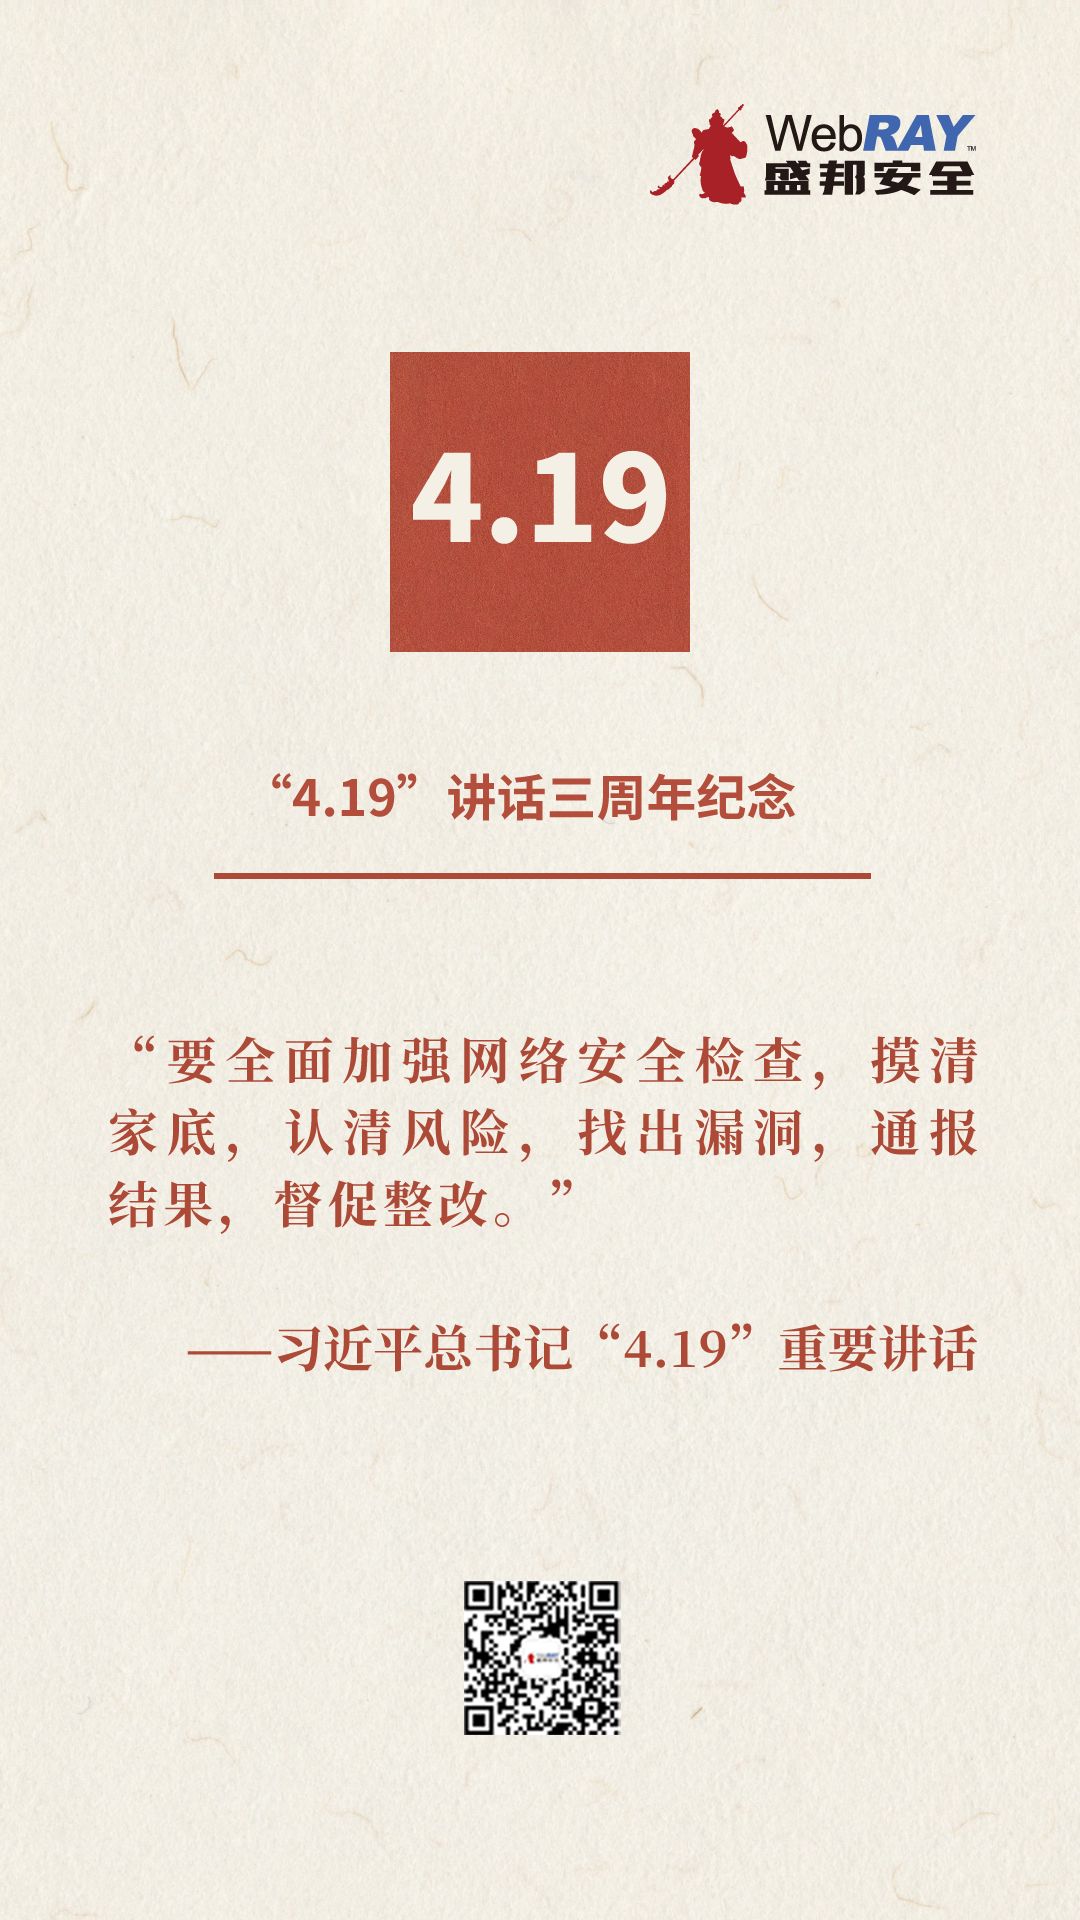 WebRAY™
盛邦安全
4.19
“4.19”讲话三周年纪念
“要全面加强网络安全检查，摸清
家底，认清风险，找出漏洞，通报
结果，督促整改。”
——习近平总书记“4.19”重要讲话